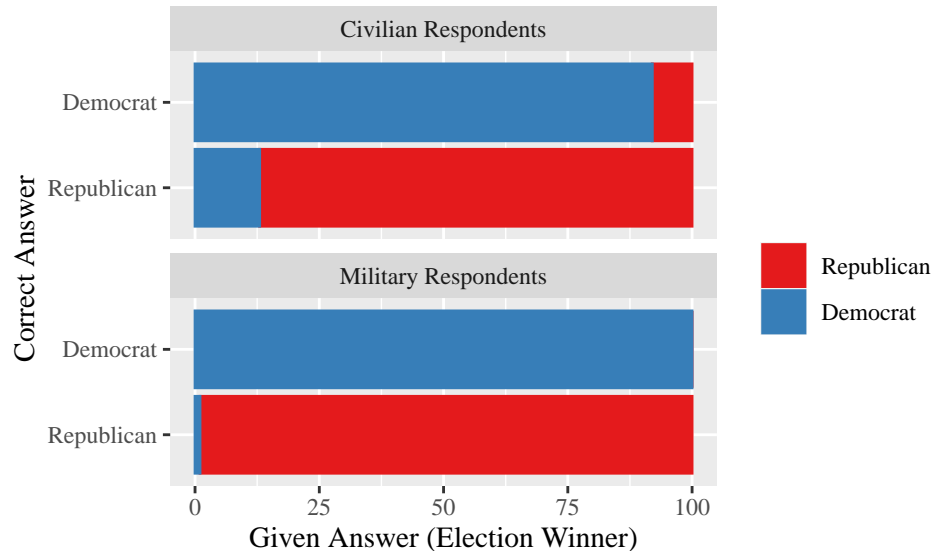 Civilian Respondents
Democrat
Republican
Military Respondents
Democrat
Republican
0 25 50 75 100
Given Answer (Election Winner)
Correct Answer
Republican
Democrat